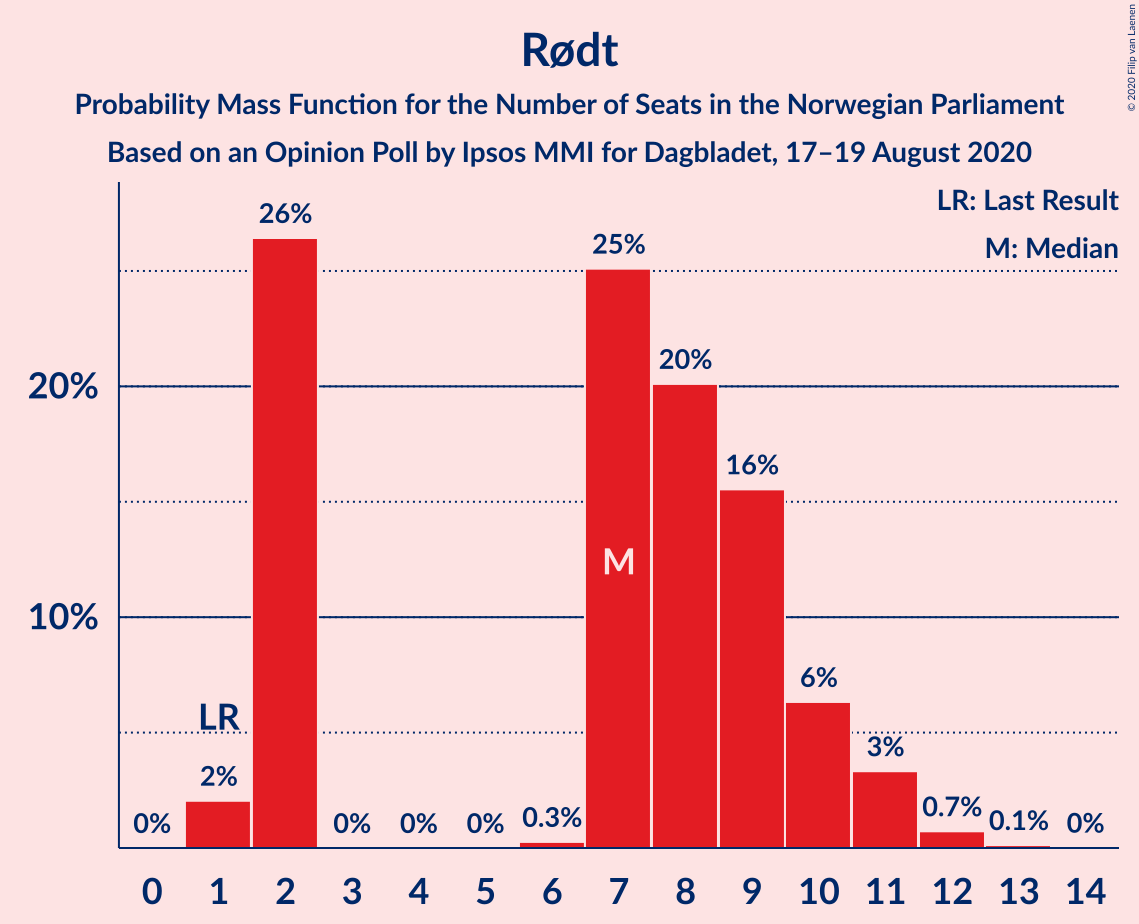 © 2020 Filip van Laenen
Rødt
Probability Mass Function for the Number of Seats in the Norwegian Parliament
Based on an Opinion Poll by Ipsos MMI for Dagbladet, 17–19 August 2020
LR: Last Result
M: Median
20%
10%
0%
LR
2%
26%
0%
0%
0%
0.3%
25%
M
20%
16%
6%
3%
0.7%
0.1%
0%
0 1 2 3 4 5 6 7 8 9 10 11 12 13 14